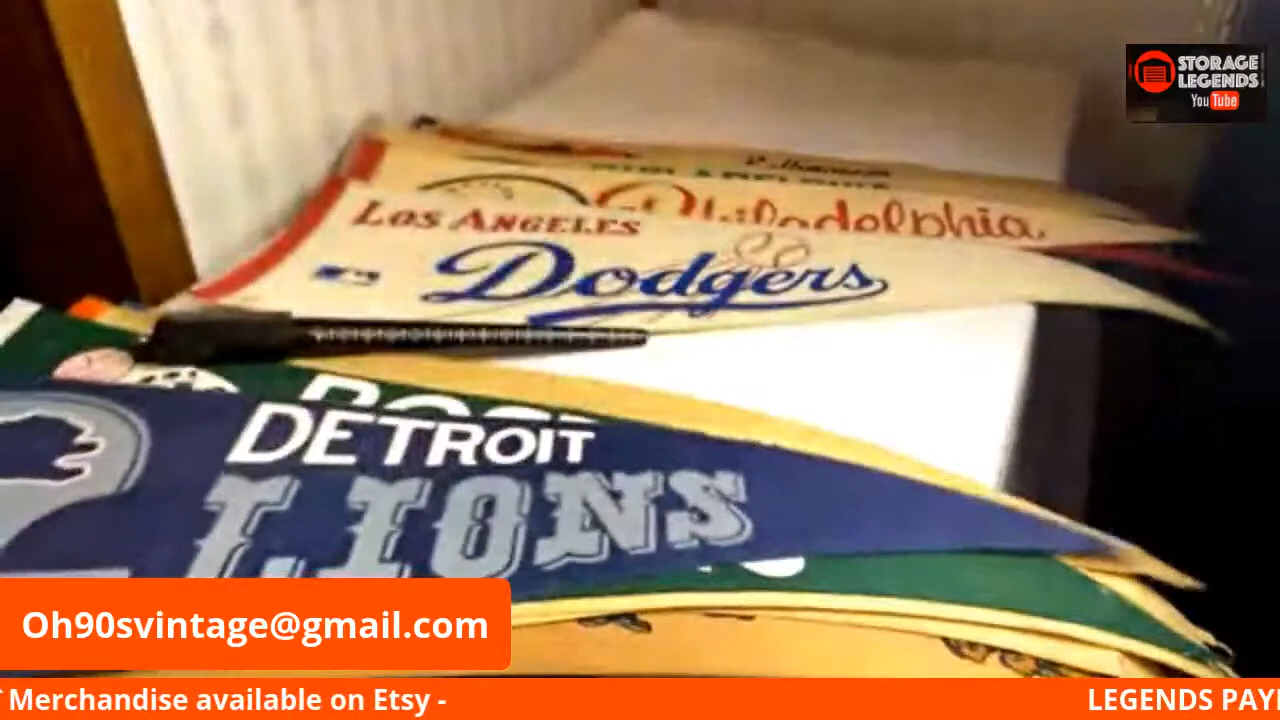 STORAGE
LEGENDS
YouTube
Philadelphia
LOS ANGELES
Dodgers
DETROIT
LIONS
Oh90svintage@gmail.com
Merchandise available on Etsy -
LEGENDS PAY